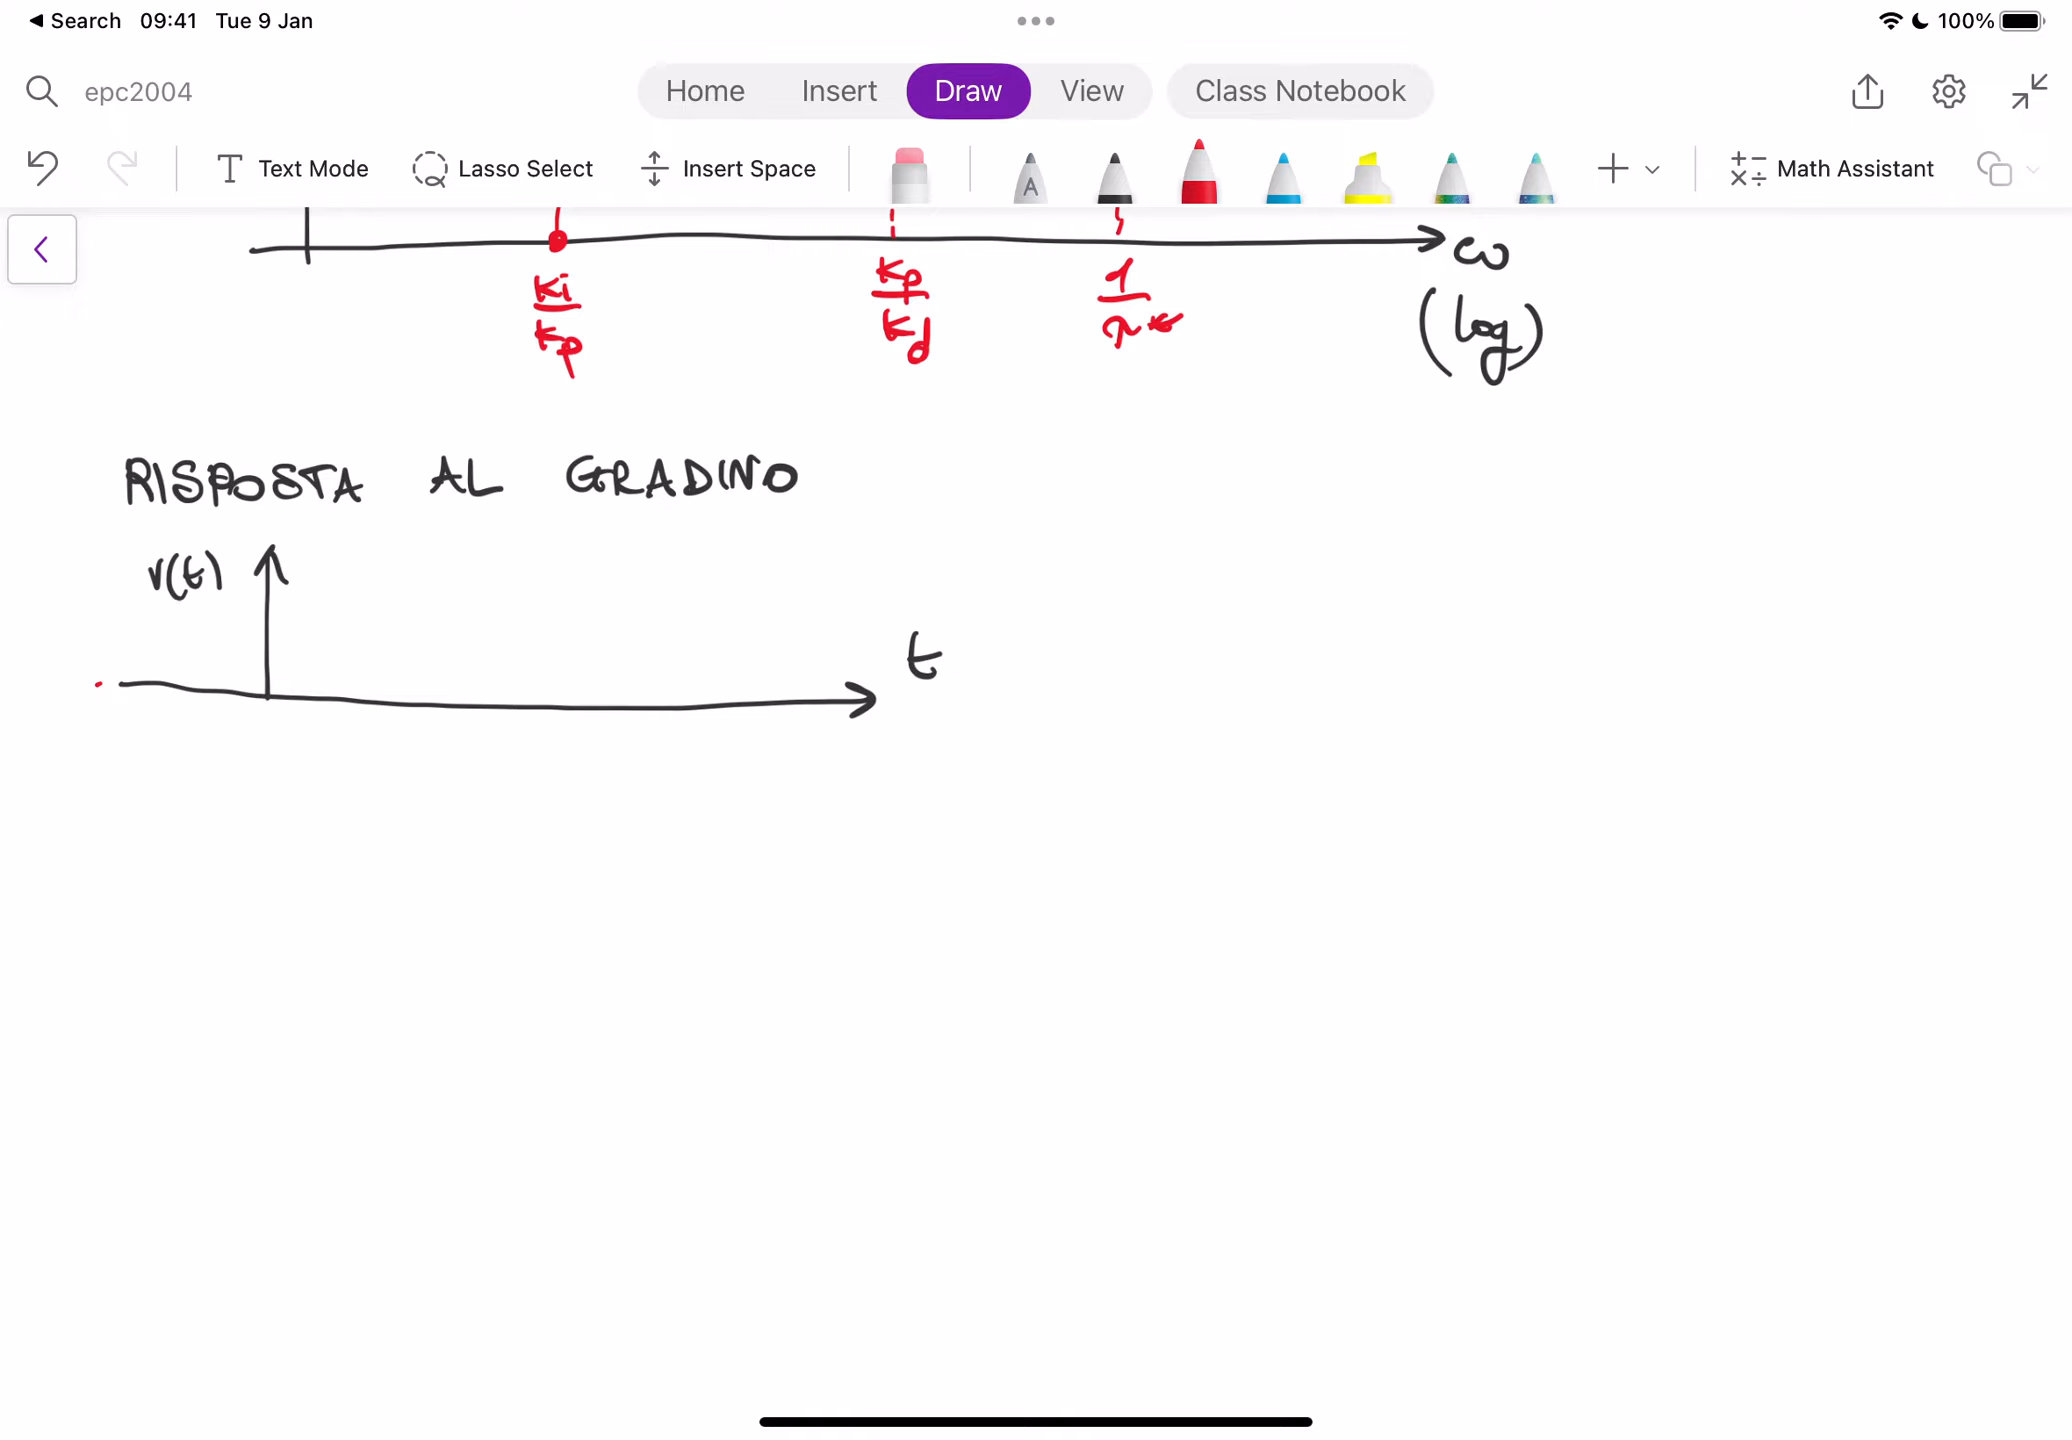 Search 09:41 Tue 9 Jan 100%
epc2004 Home Insert Draw View Class Notebook
Text Mode Lasso Select Insert Space A Math Assistant
ω
(log)
Ki/Kp Kp/Kd 1/τ*
RISPOSTA AL GRADINO
v(t)
t